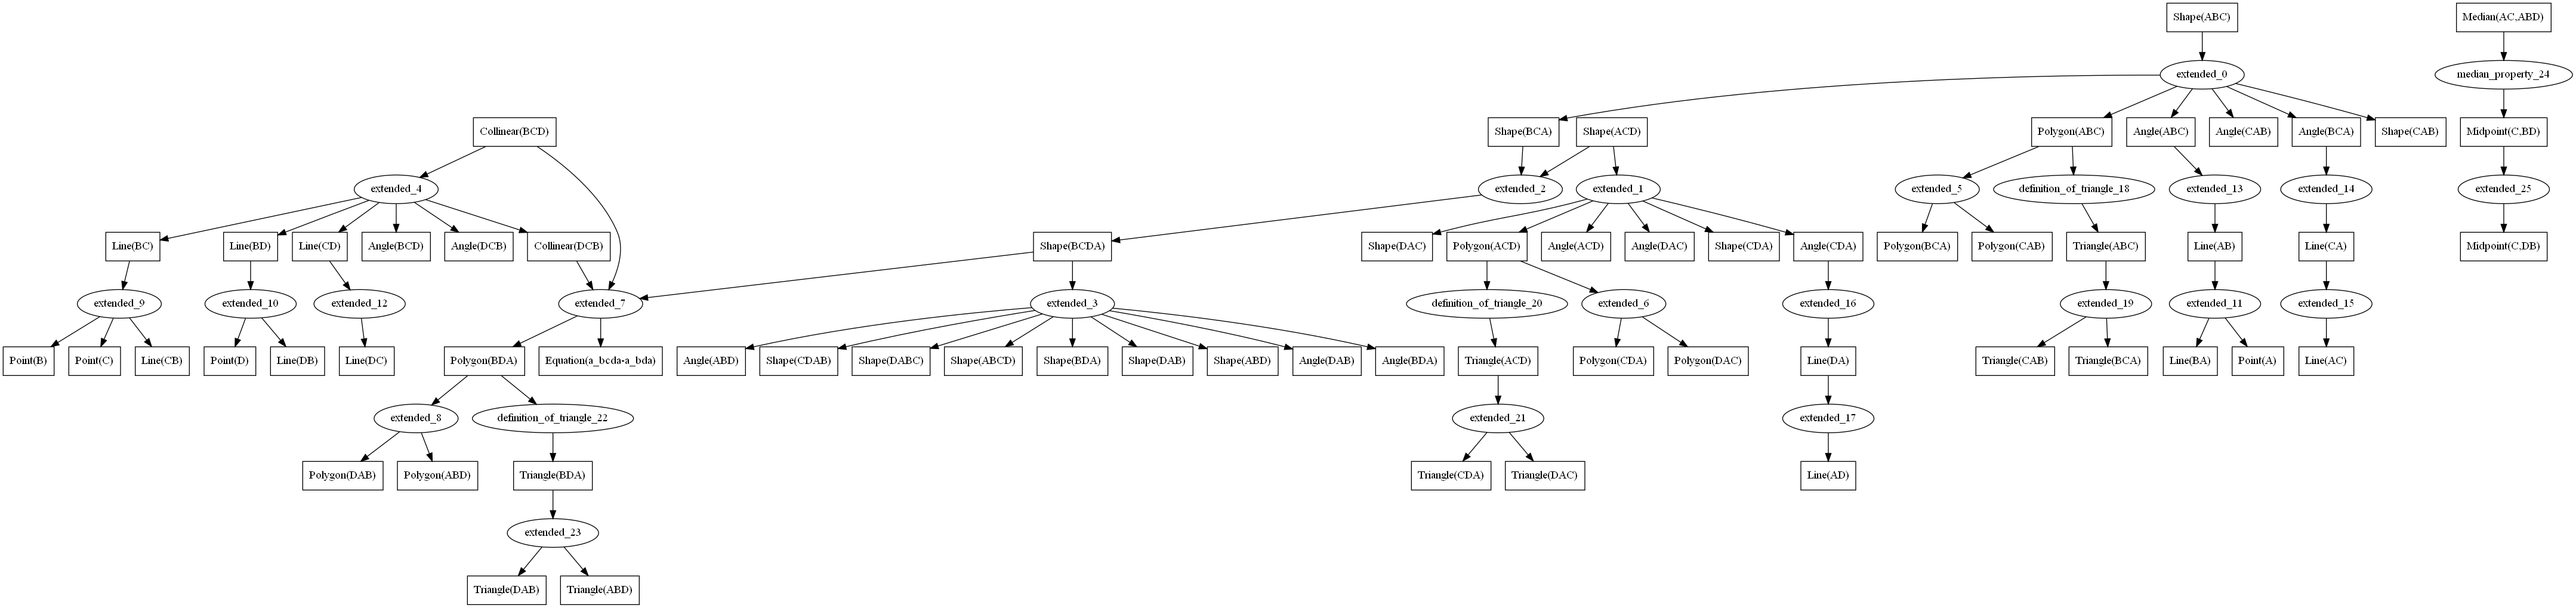 Shape(ABC)
Median(AC,ABD)
extended_0
median_property_24
Collinear(BCD)
Shape(BCA)
Shape(ACD)
Polygon(ABC)
Angle(ABC)
Angle(CAB)
Angle(BCA)
Shape(CAB)
Midpoint(C,BD)
extended_4
extended_2
extended_1
extended_5
definition_of_triangle_18
extended_13
extended_14
extended_25
Line(BC)
Line(BD)
Line(CD)
Angle(BCD)
Angle(DCB)
Collinear(DCB)
Shape(BCDA)
Shape(DAC)
Polygon(ACD)
Angle(ACD)
Angle(DAC)
Shape(CDA)
Angle(CDA)
Polygon(BCA)
Polygon(CAB)
Triangle(ABC)
Line(AB)
Line(CA)
Midpoint(C,DB)
extended_9
extended_10
extended_12
extended_7
extended_3
definition_of_triangle_20
extended_6
extended_16
extended_19
extended_11
extended_15
Point(B)
Point(C)
Line(CB)
Point(D)
Line(DB)
Line(DC)
Polygon(BDA)
Equation(a_bcda-a_bda)
Angle(ABD)
Shape(CDAB)
Shape(DABC)
Shape(ABCD)
Shape(BDA)
Shape(DAB)
Shape(ABD)
Angle(DAB)
Angle(BDA)
Triangle(ACD)
Polygon(CDA)
Polygon(DAC)
Line(DA)
Triangle(CAB)
Triangle(BCA)
Line(BA)
Point(A)
Line(AC)
extended_8
definition_of_triangle_22
extended_21
extended_17
Polygon(DAB)
Polygon(ABD)
Triangle(BDA)
Triangle(CDA)
Triangle(DAC)
Line(AD)
extended_23
Triangle(DAB)
Triangle(ABD)